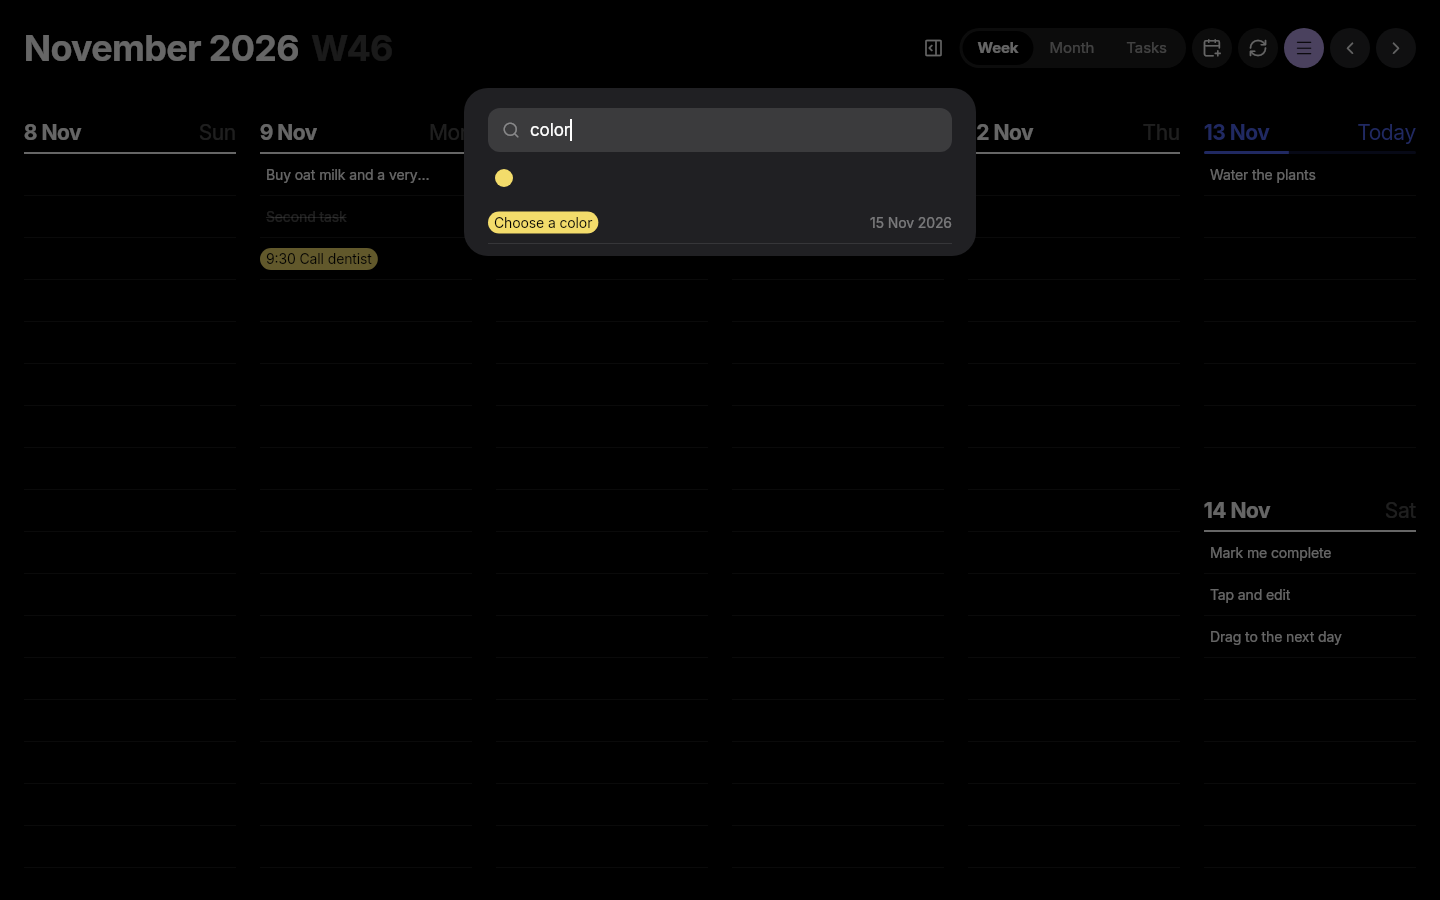 November 2026 W46
Week Month Tasks
color
Choose a color 15 Nov 2026
8 Nov Sun
9 Nov Mon
Buy oat milk and a very...
Second task
9:30 Call dentist
2 Nov Thu
13 Nov Today
Water the plants
14 Nov Sat
Mark me complete
Tap and edit
Drag to the next day